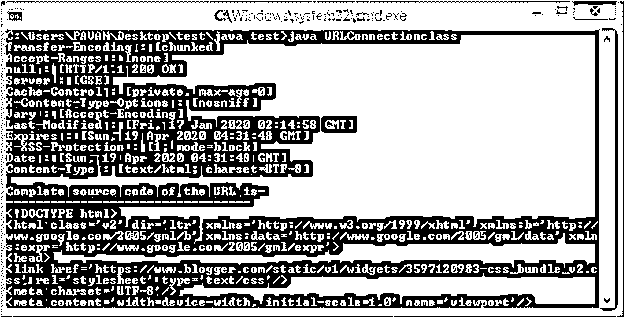 C:\Windows\system32\cmd.exe
C:\Users\PAVAN\Desktop\test\java test>java URLConnectionclass
Transfer-Encoding : [chunked]
Accept-Ranges : [none]
null : [HTTP/1.1 200 OK]
Server : [GSE]
Cache-Control : [private, max-age=0]
X-Content-Type-Options : [nosniff]
Vary : [Accept-Encoding]
Last-Modified : [Fri, 17 Jan 2020 02:14:58 GMT]
Expires : [Sun, 19 Apr 2020 04:31:48 GMT]
X-XSS-Protection : [1; mode=block]
Date : [Sun, 19 Apr 2020 04:31:48 GMT]
Content-Type : [text/html; charset=UTF-8]
Complete source code of the URL is-
-----------------------------------
<!DOCTYPE html>
<html class='v2' dir='ltr' xmlns='http://www.w3.org/1999/xhtml' xmlns:b='http://
www.google.com/2005/gml/b' xmlns:data='http://www.google.com/2005/gml/data' xmln
s:expr='http://www.google.com/2005/gml/expr'>
<head>
<link href='https://www.blogger.com/static/v1/widgets/3597120983-css_bundle_v2.c
ss' rel='stylesheet' type='text/css'/>
<meta charset='UTF-8'/>
<meta content='width=device-width, initial-scale=1.0' name='viewport'/>